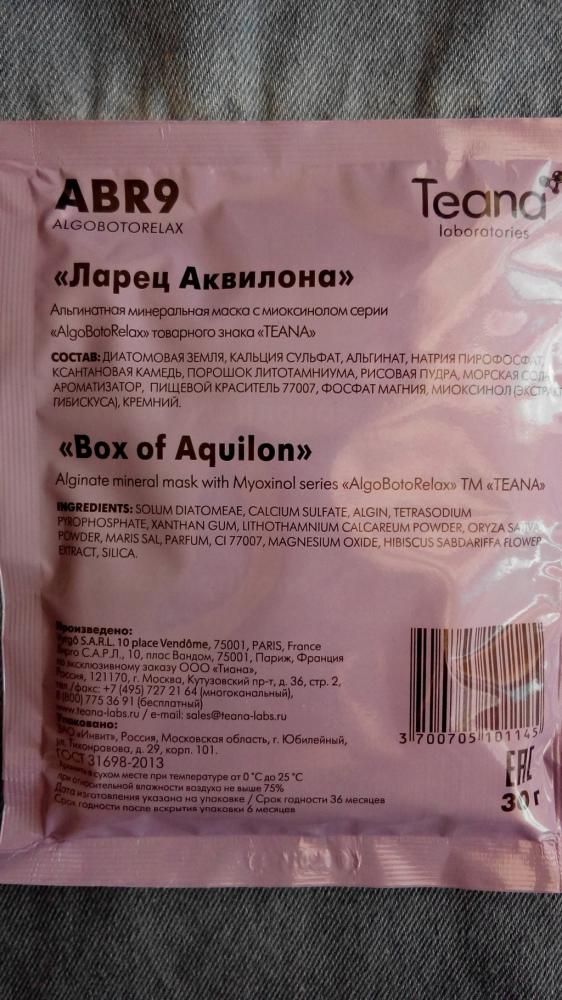 ABR9
ALGOBOTORELAX
Teana
laboratories
«Ларец Аквилона»
Альгинатная минеральная маска с миоксинолом серии
«AlgoBotoRelax» товарного знака «TEANA»
СОСТАВ: ДИАТОМОВАЯ ЗЕМЛЯ, КАЛЬЦИЯ СУЛЬФАТ, АЛЬГИНАТ, НАТРИЯ ПИРОФОСФАТ,
КСАНТАНОВАЯ КАМЕДЬ, ПОРОШОК ЛИТОТАМНИУМА, РИСОВАЯ ПУДРА, МОРСКАЯ СОЛЬ,
АРОМАТИЗАТОР, ПИЩЕВОЙ КРАСИТЕЛЬ 77007, ФОСФАТ МАГНИЯ, МИОКСИНОЛ (ЭКСТРАКТ
ГИБИСКУСА), КРЕМНИЙ.
«Box of Aquilon»
Alginate mineral mask with Myoxinol series «AlgoBotoRelax» TM «TEANA»
INGREDIENTS: SOLUM DIATOMEAE, CALCIUM SULFATE, ALGIN, TETRASODIUM
PYROPHOSPHATE, XANTHAN GUM, LITHOTHAMNIUM CALCAREUM POWDER, ORYZA SATIVA
POWDER, MARIS SAL, PARFUM, CI 77007, MAGNESIUM OXIDE, HIBISCUS SABDARIFFA FLOWER
EXTRACT, SILICA.
Произведено:
S.A.R.L. 10 place Vendôme, 75001, PARIS, France
С.А.Р.Л., 10, плас Вандом, 75001, Париж, Франция
по эксклюзивному заказу ООО «Тиана»,
Россия, 121170, г. Москва, Кутузовский пр-т, д. 36, стр. 2,
тел./факс: +7 (495) 727 21 64 (многоканальный),
8 (800) 775 36 91 (бесплатный)
www.teana-labs.ru / e-mail: sales@teana-labs.ru
Упаковано:
ЗАО «Инвит», Россия, Московская область, г. Юбилейный,
ул. Тихонравова, д. 29, корп. 101.
ГОСТ 31698-2013
Хранить в сухом месте при температуре от 0 °С до 25 °С
при относительной влажности воздуха не выше 75%
Дата изготовления указана на упаковке / Срок годности 36 месяцев
Срок годности после вскрытия упаковки 6 месяцев
3 700705 101145
EAC
30 г